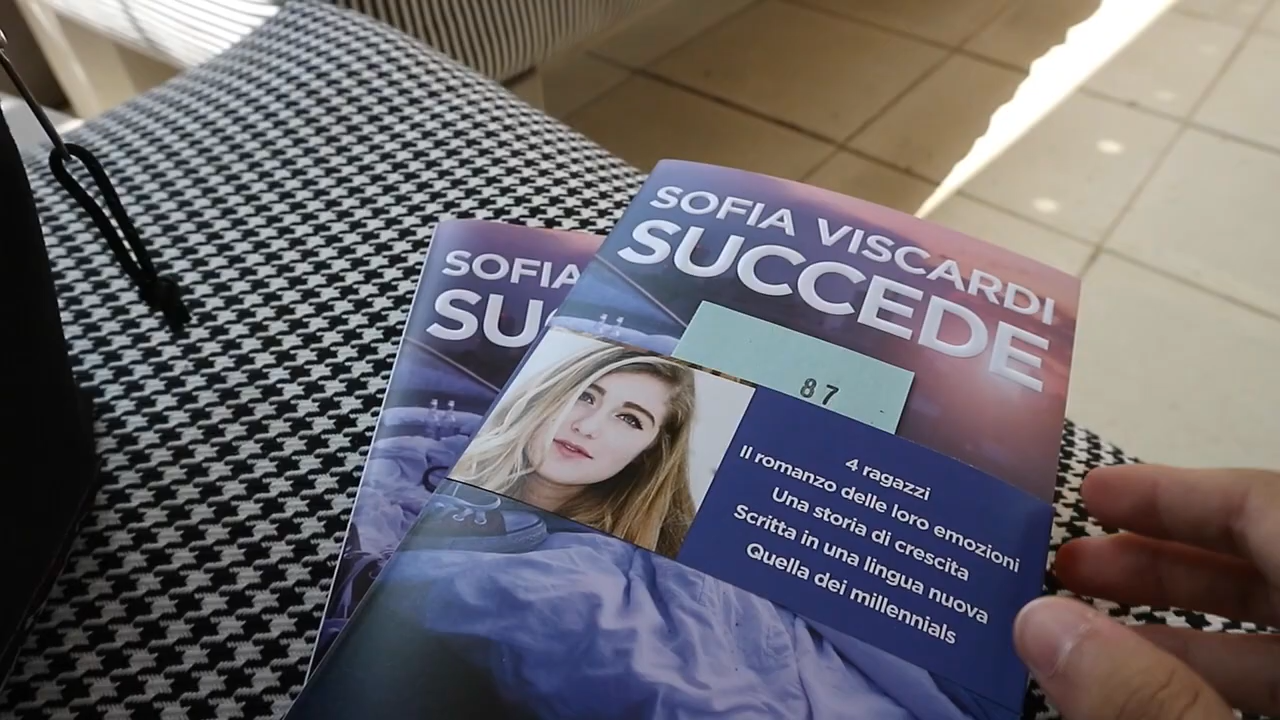 SOFIA VISCARDI
SUCCEDE
87
4 ragazzi
Il romanzo delle loro emozioni
Una storia di crescita
Scritta in una lingua nuova
Quella dei millennials
SOFIA
SUC